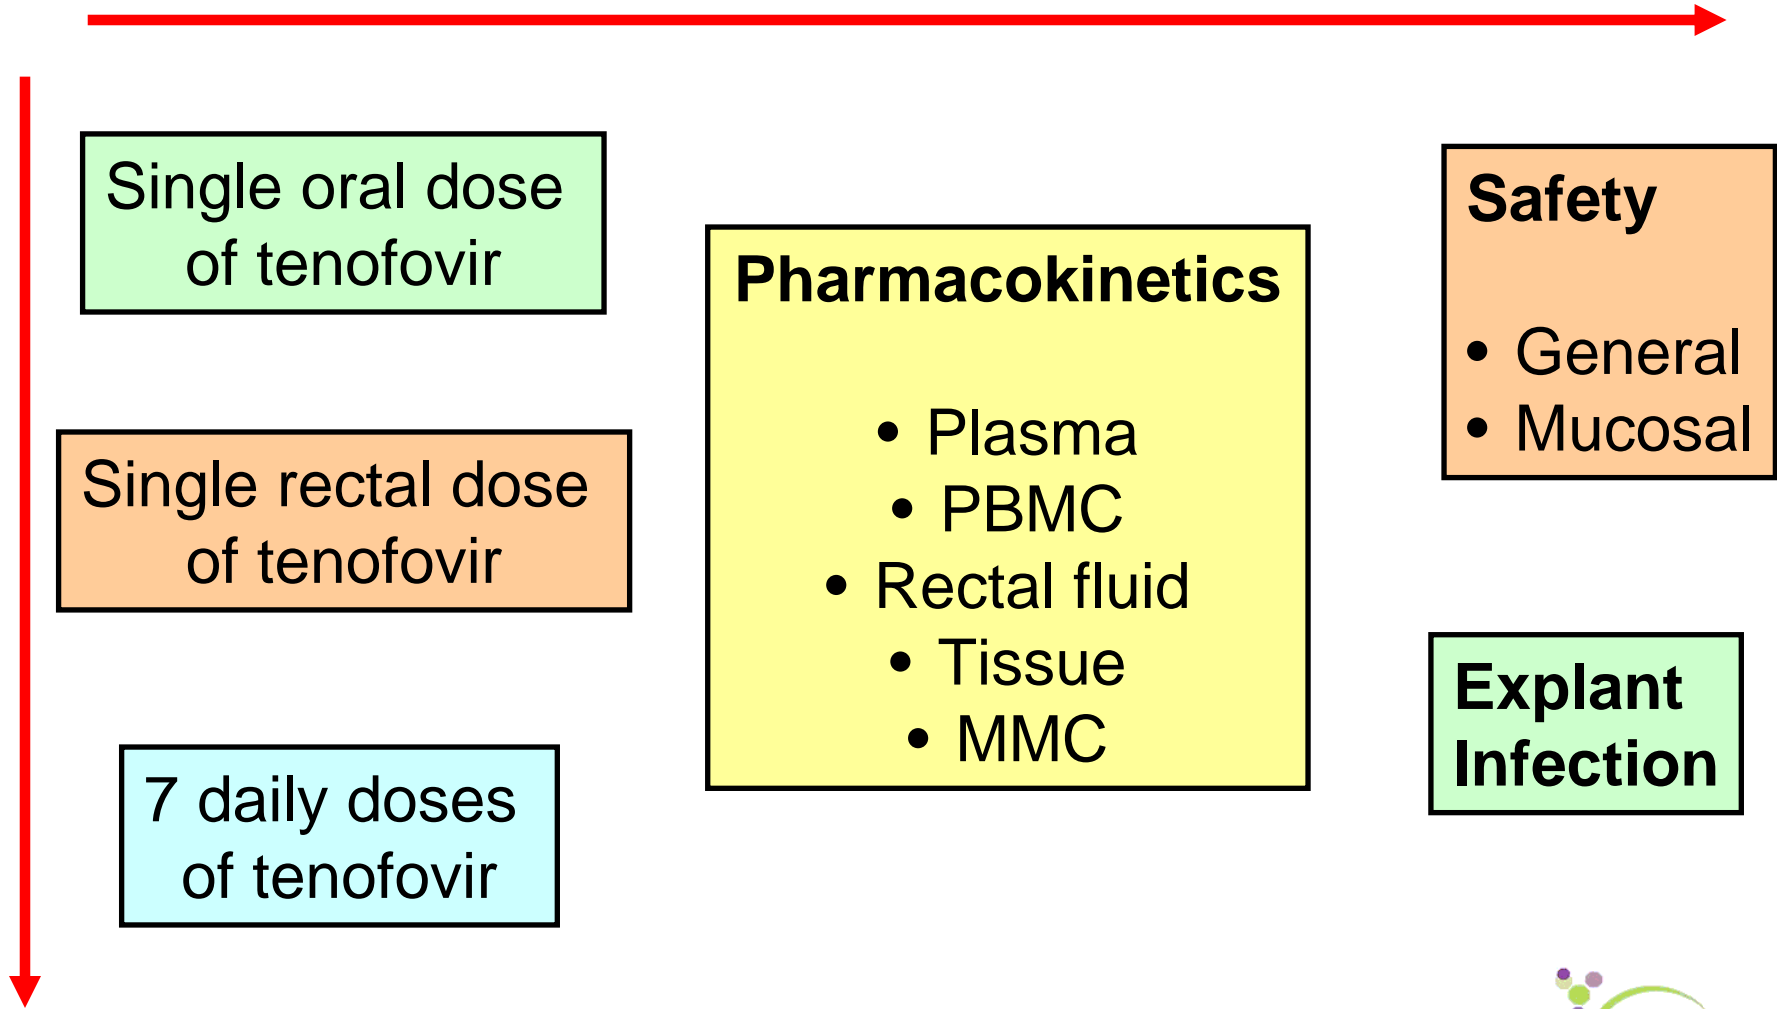 Single oral dose
of tenofovir
Single rectal dose
of tenofovir
7 daily doses
of tenofovir
Pharmacokinetics
• Plasma
• PBMC
• Rectal fluid
• Tissue
• MMC
Safety
• General
• Mucosal
Explant
Infection